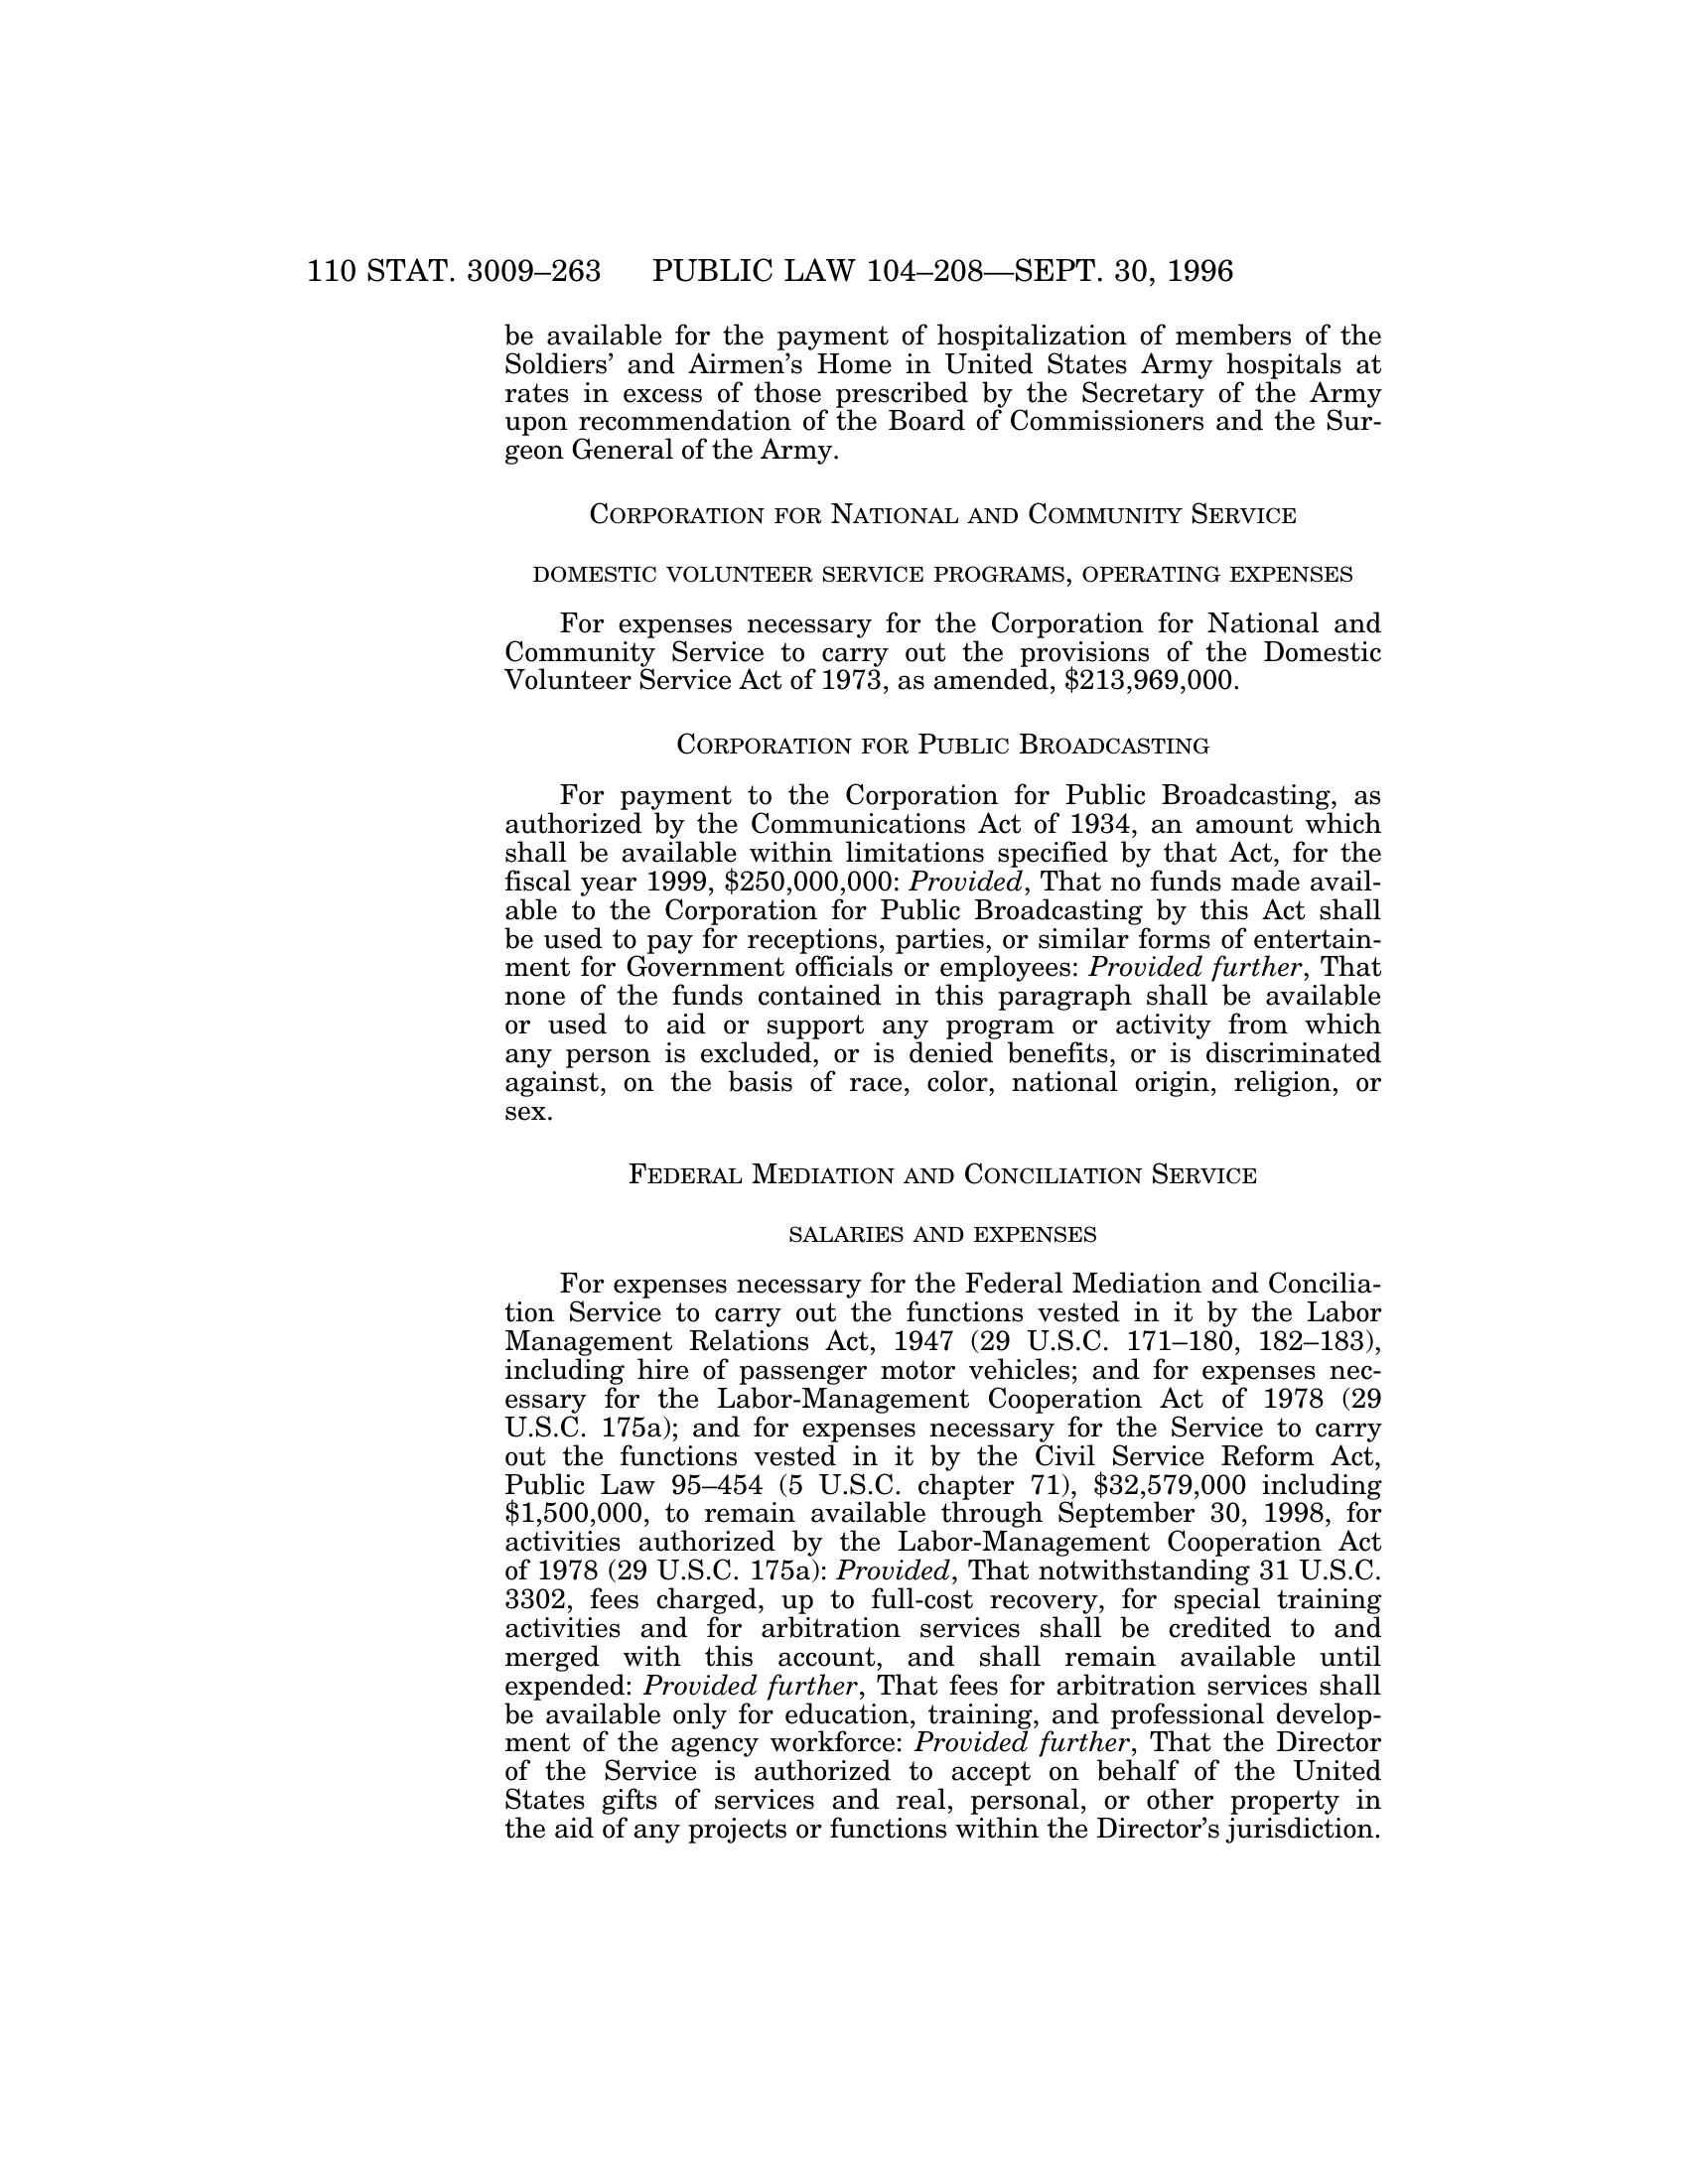 110 STAT. 3009–263 PUBLIC LAW 104–208—SEPT. 30, 1996
be available for the payment of hospitalization of members of the
Soldiers’ and Airmen’s Home in United States Army hospitals at
rates in excess of those prescribed by the Secretary of the Army
upon recommendation of the Board of Commissioners and the Sur-
geon General of the Army.
CORPORATION FOR NATIONAL AND COMMUNITY SERVICE
DOMESTIC VOLUNTEER SERVICE PROGRAMS, OPERATING EXPENSES
For expenses necessary for the Corporation for National and
Community Service to carry out the provisions of the Domestic
Volunteer Service Act of 1973, as amended, $213,969,000.
CORPORATION FOR PUBLIC BROADCASTING
For payment to the Corporation for Public Broadcasting, as
authorized by the Communications Act of 1934, an amount which
shall be available within limitations specified by that Act, for the
fiscal year 1999, $250,000,000: Provided, That no funds made avail-
able to the Corporation for Public Broadcasting by this Act shall
be used to pay for receptions, parties, or similar forms of entertain-
ment for Government officials or employees: Provided further, That
none of the funds contained in this paragraph shall be available
or used to aid or support any program or activity from which
any person is excluded, or is denied benefits, or is discriminated
against, on the basis of race, color, national origin, religion, or
sex.
FEDERAL MEDIATION AND CONCILIATION SERVICE
SALARIES AND EXPENSES
For expenses necessary for the Federal Mediation and Concilia-
tion Service to carry out the functions vested in it by the Labor
Management Relations Act, 1947 (29 U.S.C. 171–180, 182–183),
including hire of passenger motor vehicles; and for expenses nec-
essary for the Labor-Management Cooperation Act of 1978 (29
U.S.C. 175a); and for expenses necessary for the Service to carry
out the functions vested in it by the Civil Service Reform Act,
Public Law 95–454 (5 U.S.C. chapter 71), $32,579,000 including
$1,500,000, to remain available through September 30, 1998, for
activities authorized by the Labor-Management Cooperation Act
of 1978 (29 U.S.C. 175a): Provided, That notwithstanding 31 U.S.C.
3302, fees charged, up to full-cost recovery, for special training
activities and for arbitration services shall be credited to and
merged with this account, and shall remain available until
expended: Provided further, That fees for arbitration services shall
be available only for education, training, and professional develop-
ment of the agency workforce: Provided further, That the Director
of the Service is authorized to accept on behalf of the United
States gifts of services and real, personal, or other property in
the aid of any projects or functions within the Director’s jurisdiction.